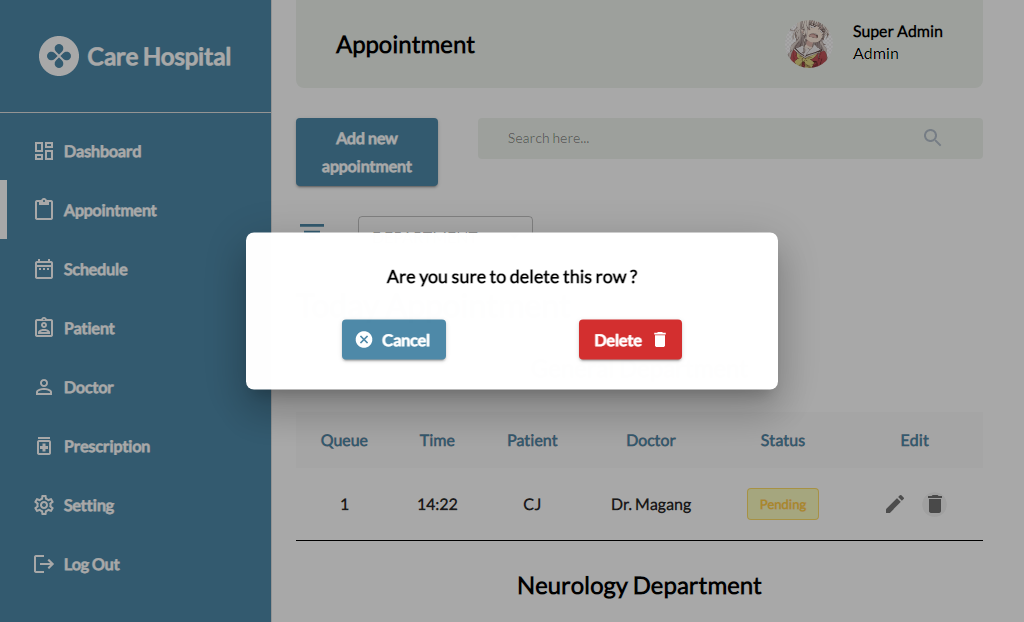 Care Hospital
Dashboard
Appointment
Schedule
Patient
Doctor
Prescription
Setting
Log Out
Appointment
Super Admin
Admin
Add new
appointment
Search here...
Are you sure to delete this row ?
Cancel
Delete
Queue Time Patient Doctor Status Edit
1 14:22 CJ Dr. Magang Pending
Neurology Department